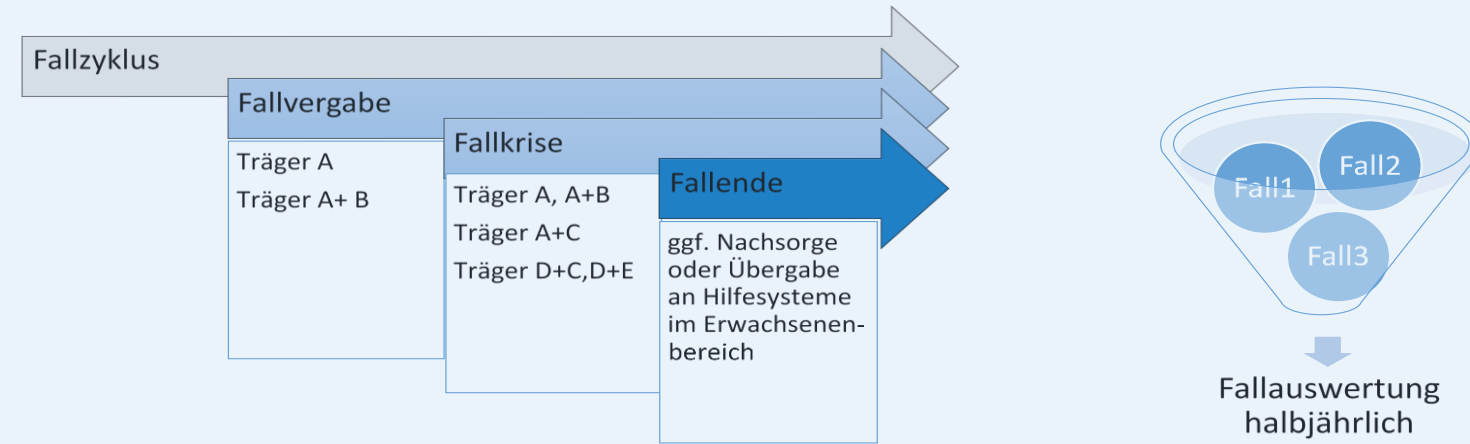 Fallzyklus
Fallvergabe
Träger A
Träger A+ B
Fallkrise
Träger A, A+B
Träger A+C
Träger D+C,D+E
Fallende
ggf. Nachsorge
oder Übergabe
an Hilfesysteme
im Erwachsenen-
bereich
Fall1
Fall2
Fall3
Fallauswertung
halbjährlich